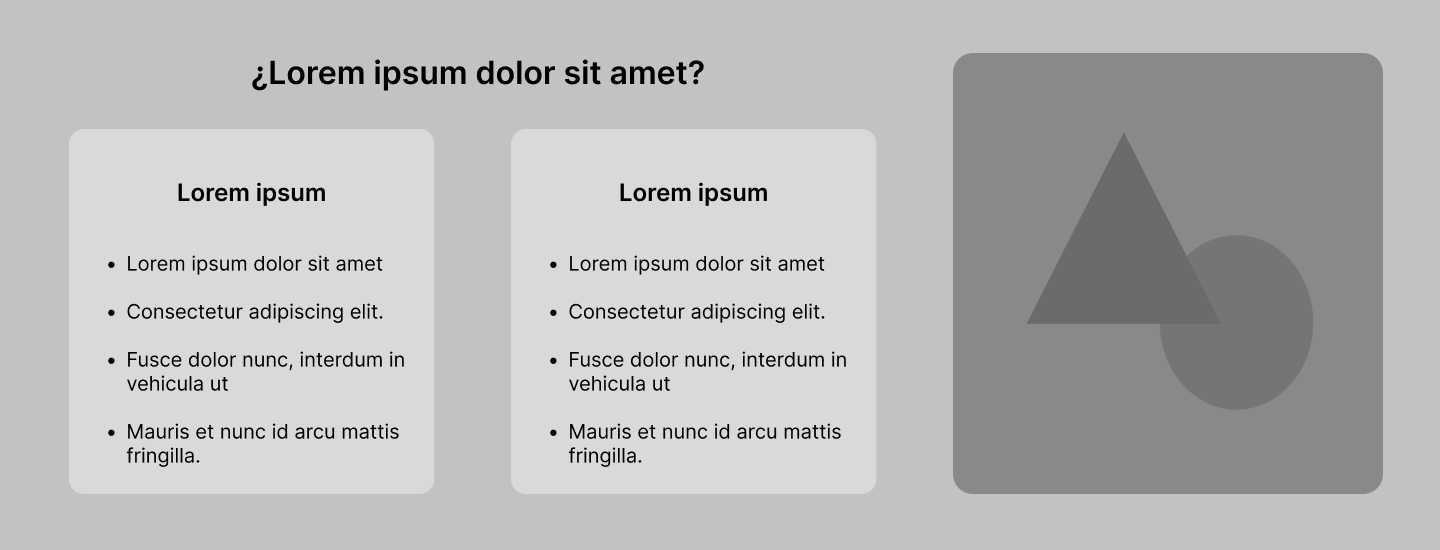 ¿Lorem ipsum dolor sit amet?
Lorem ipsum
• Lorem ipsum dolor sit amet
• Consectetur adipiscing elit.
• Fusce dolor nunc, interdum in
vehicula ut
• Mauris et nunc id arcu mattis
fringilla.
Lorem ipsum
• Lorem ipsum dolor sit amet
• Consectetur adipiscing elit.
• Fusce dolor nunc, interdum in
vehicula ut
• Mauris et nunc id arcu mattis
fringilla.